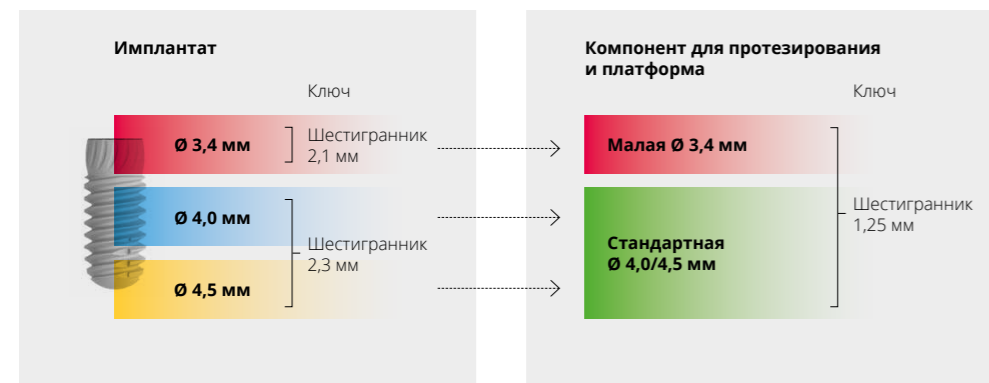 Имплантат
Ключ
Ø 3,4 мм
Шестигранник
2,1 мм
Ø 4,0 мм
Шестигранник
2,3 мм
Ø 4,5 мм
Компонент для протезирования
и платформа
Ключ
Малая Ø 3,4 мм
Шестигранник
1,25 мм
Стандартная
Ø 4,0/4,5 мм